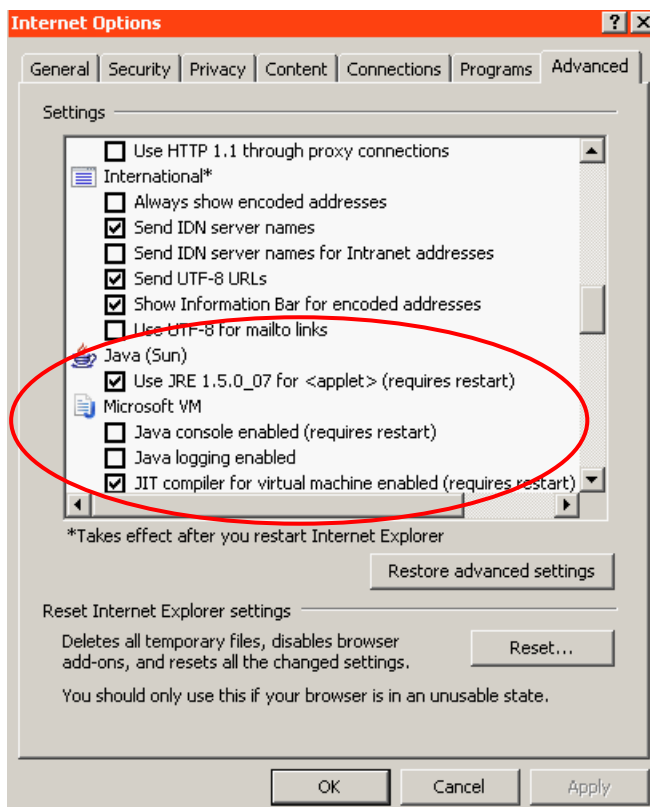 Internet Options
General Security Privacy Content Connections Programs Advanced
Settings
Use HTTP 1.1 through proxy connections
International*
Always show encoded addresses
Send IDN server names
Send IDN server names for Intranet addresses
Send UTF-8 URLs
Show Information Bar for encoded addresses
Use UTF-8 for mailto links
Java (Sun)
Use JRE 1.5.0_07 for <applet> (requires restart)
Microsoft VM
Java console enabled (requires restart)
Java logging enabled
JIT compiler for virtual machine enabled (requires restart)
*Takes effect after you restart Internet Explorer
Restore advanced settings
Reset Internet Explorer settings
Deletes all temporary files, disables browser
add-ons, and resets all the changed settings.
Reset...
You should only use this if your browser is in an unusable state.
OK Cancel Apply